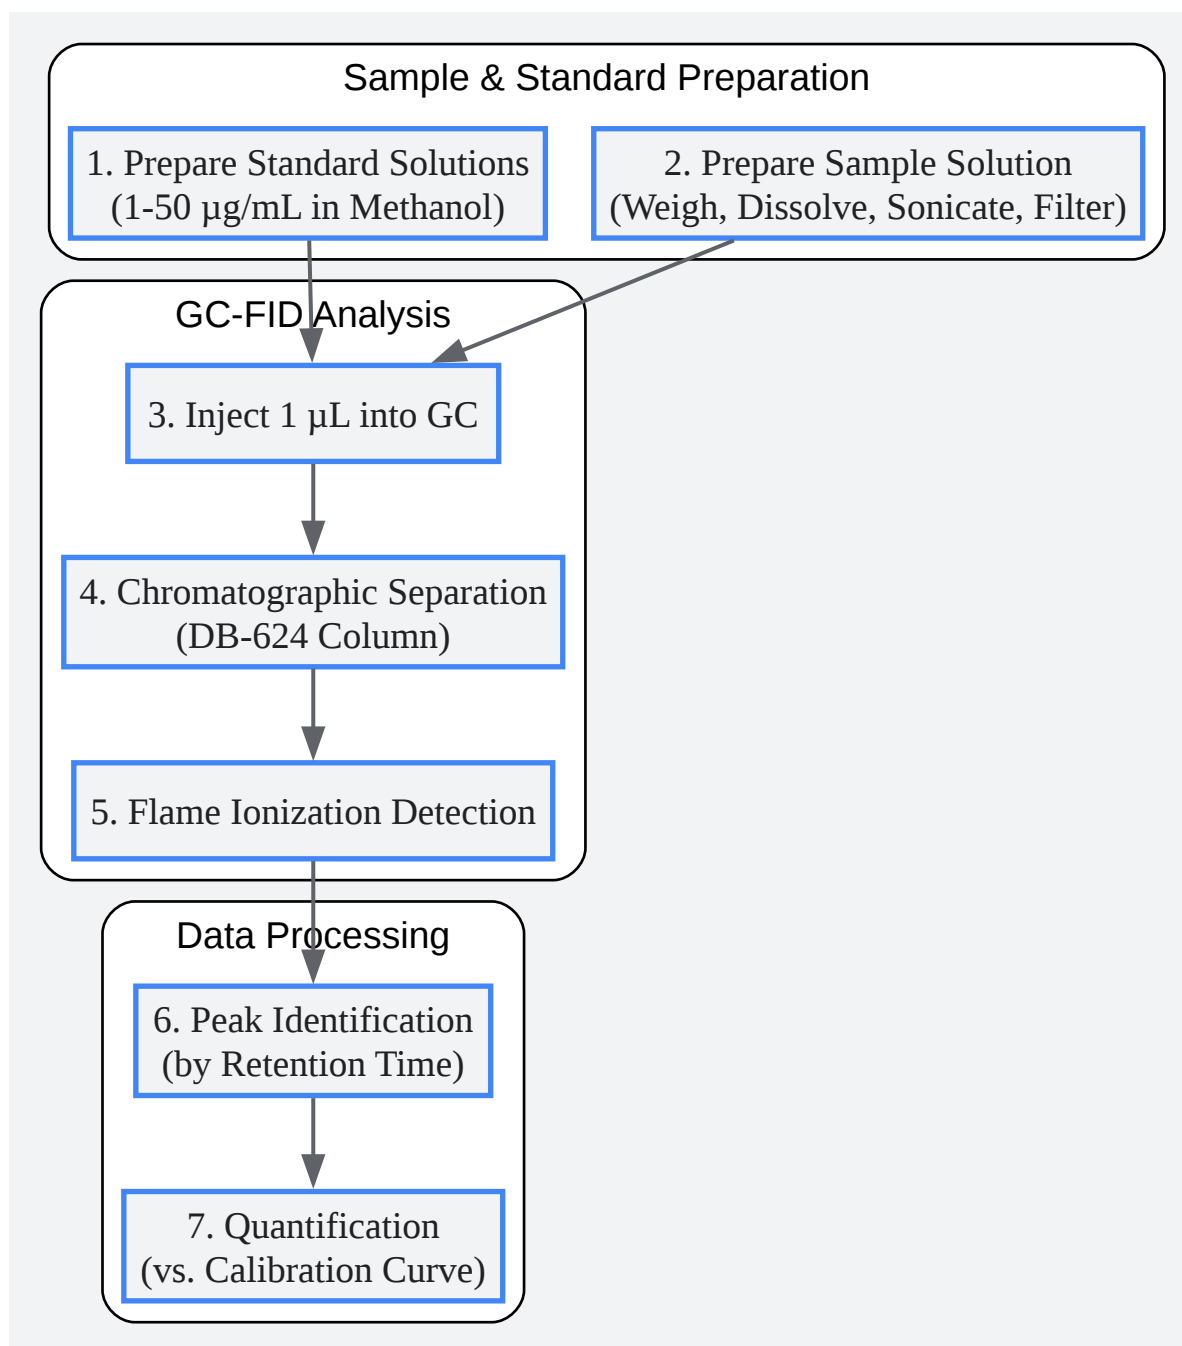 Sample & Standard Preparation
1. Prepare Standard Solutions
(1-50 µg/mL in Methanol)
2. Prepare Sample Solution
(Weigh, Dissolve, Sonicate, Filter)
GC-FID Analysis
3. Inject 1 µL into GC
4. Chromatographic Separation
(DB-624 Column)
5. Flame Ionization Detection
Data Processing
6. Peak Identification
(by Retention Time)
7. Quantification
(vs. Calibration Curve)